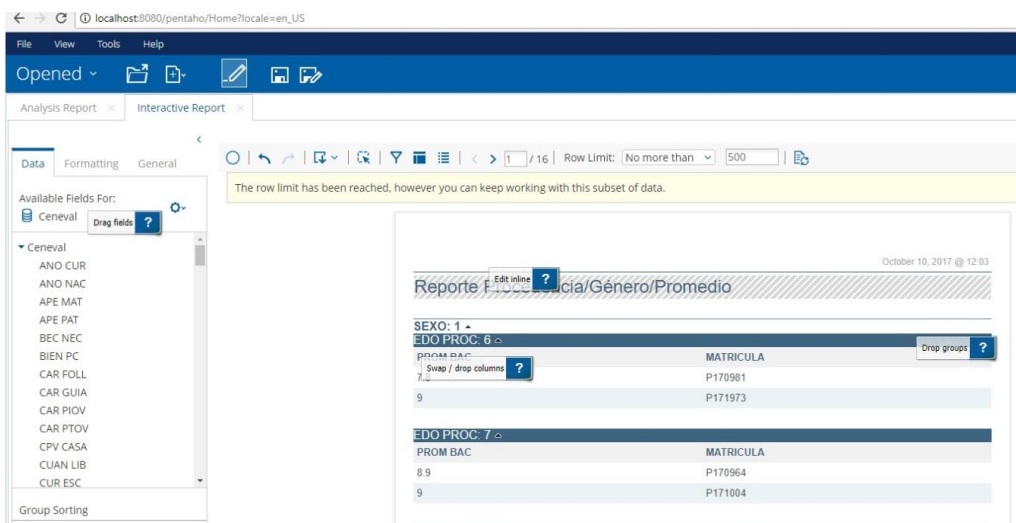 localhost:8080/pentaho/Home?locale=en_US
File View Tools Help
Opened
Analysis Report × Interactive Report ×
Data Formatting General
1 / 16 Row Limit: No more than 500
The row limit has been reached, however you can keep working with this subset of data.
Available Fields For:
Ceneval
Drag fields ?
Ceneval
ANO CUR
ANO NAC
APE MAT
APE PAT
BEC NEC
BIEN PC
CAR FOLL
CAR GUIA
CAR PIOV
CAR PTOV
CPV CASA
CUAN LIB
CUR ESC
Group Sorting
October 10, 2017 @ 12:03
Edit inline ?
Reporte cia/Género/Promedio
SEXO: 1
EDO PROC: 6
Drop groups ?
PROM BAC MATRICULA
Swap / drop columns ?
7.8 P170981
9 P171973
EDO PROC: 7
PROM BAC MATRICULA
8.9 P170964
9 P171004